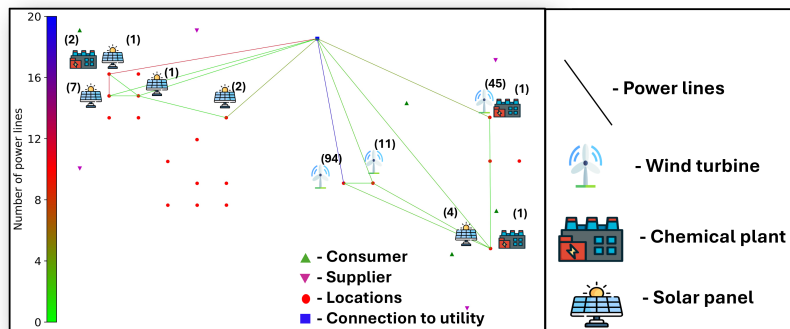 20
16
12
8
4
0
Number of power lines
(2)
(1)
(7)
(1)
(2)
(45)
(1)
(94)
(11)
(4)
(1)
- Consumer
- Supplier
- Locations
- Connection to utility
- Power lines
- Wind turbine
- Chemical plant
- Solar panel